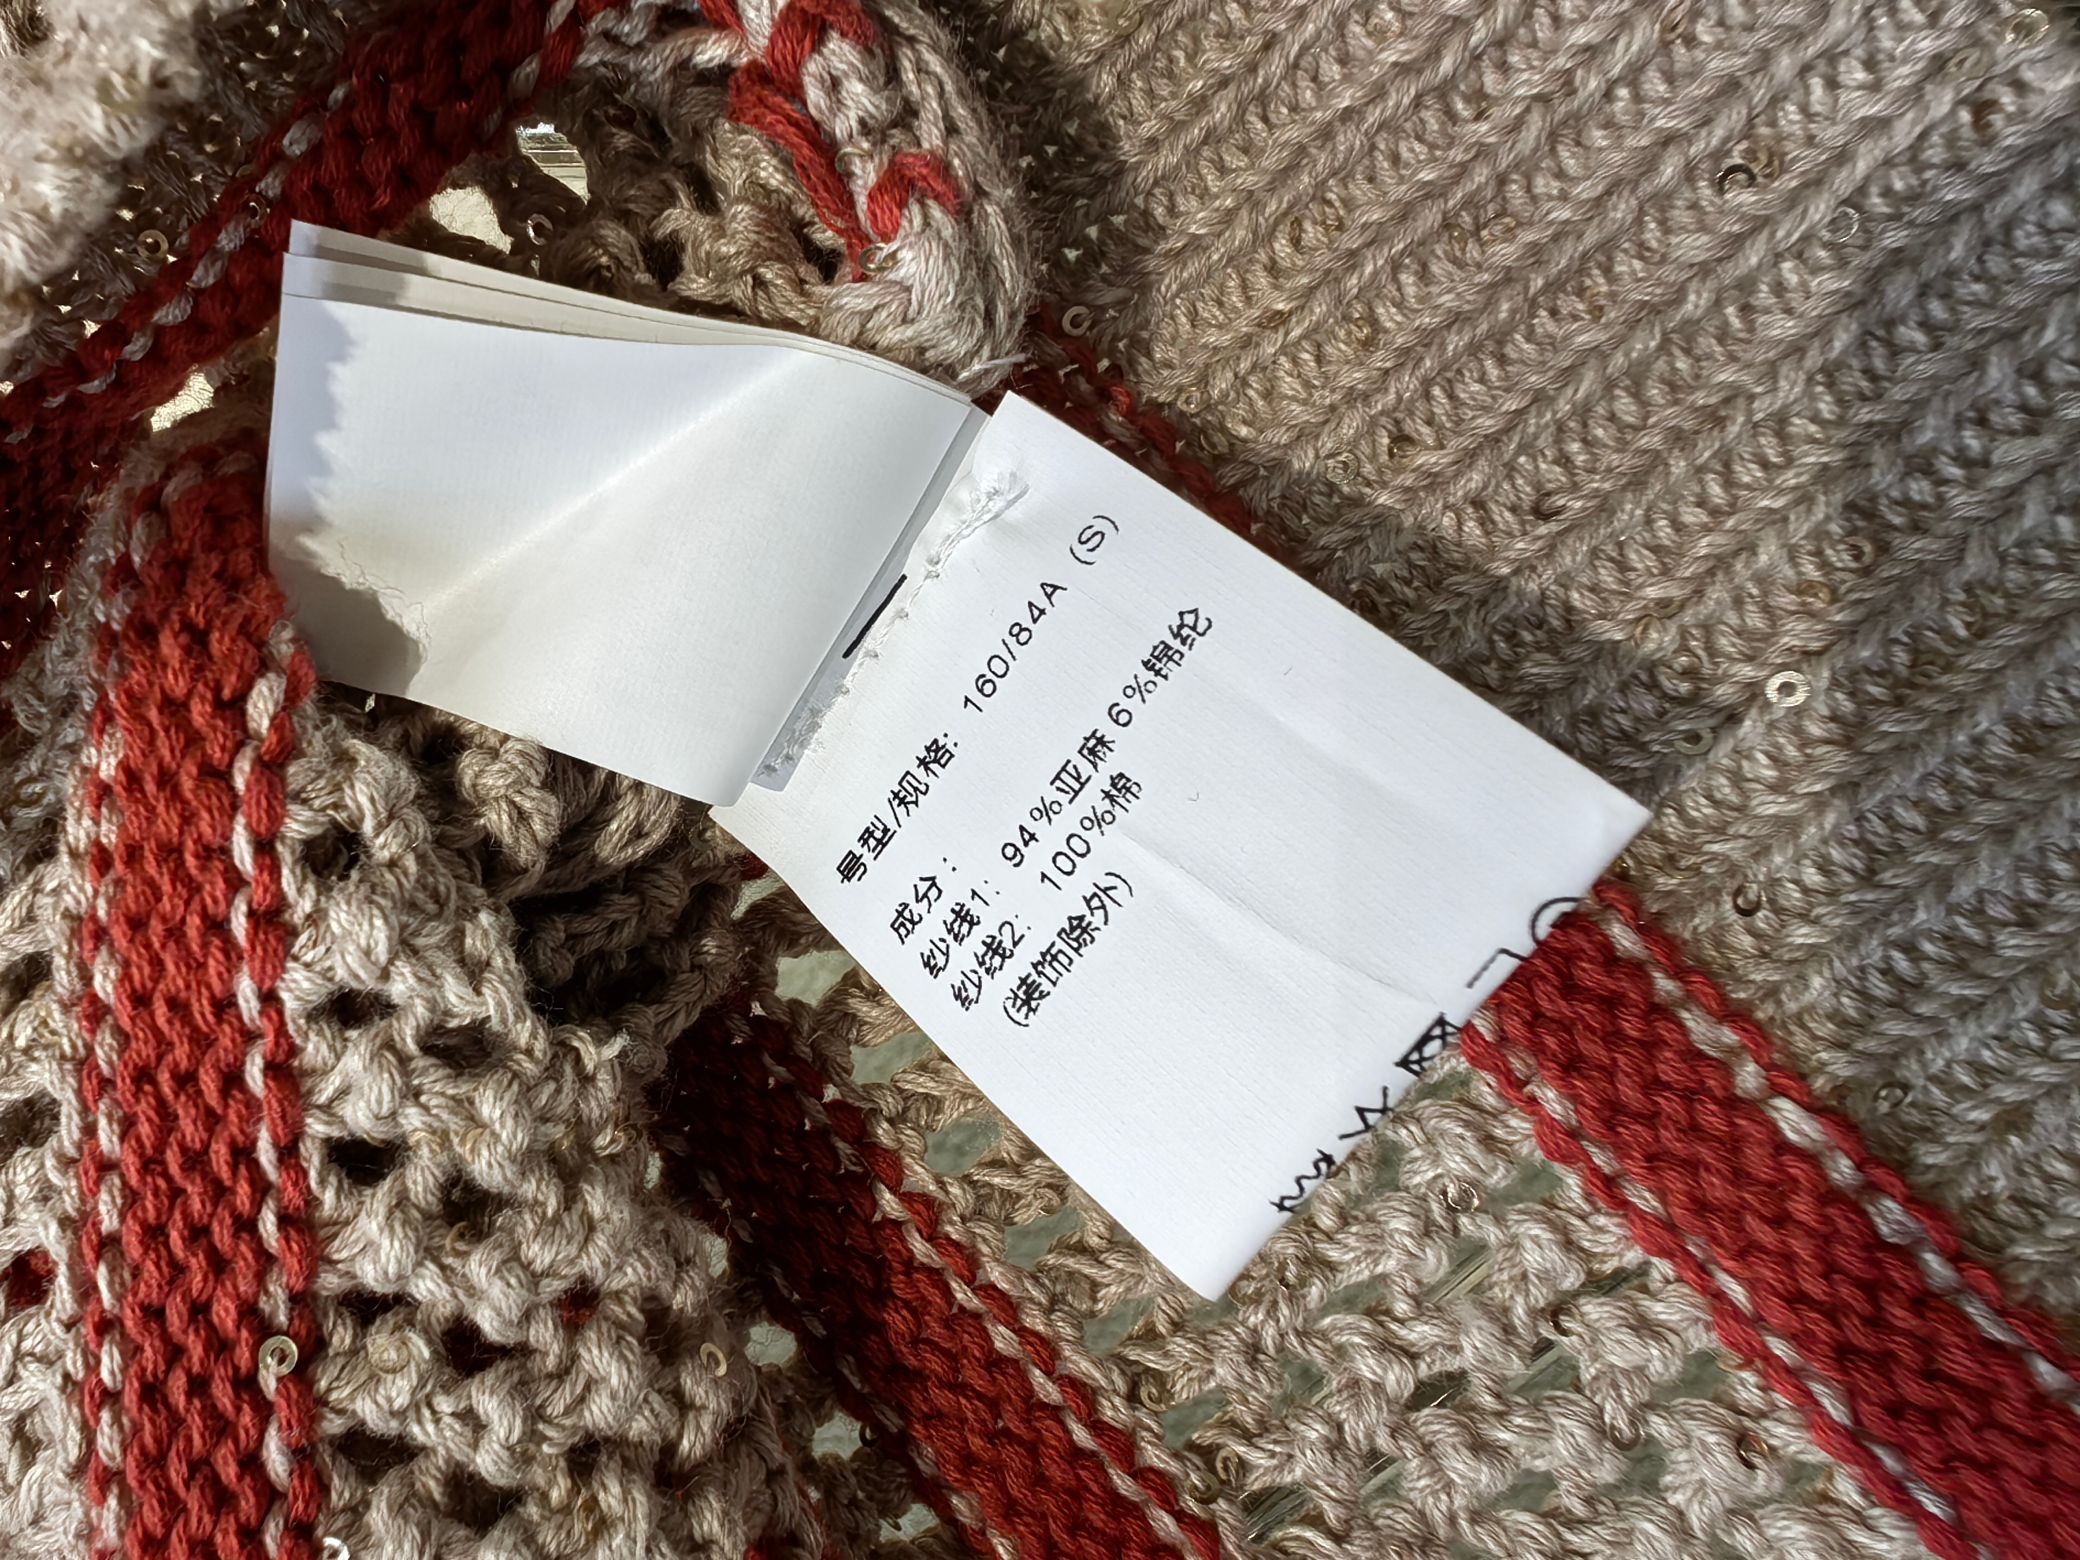 号型/规格: 160/84A (S)
成分:
纱线1: 94%亚麻 6%锦纶
纱线2: 100%棉
(装饰除外)